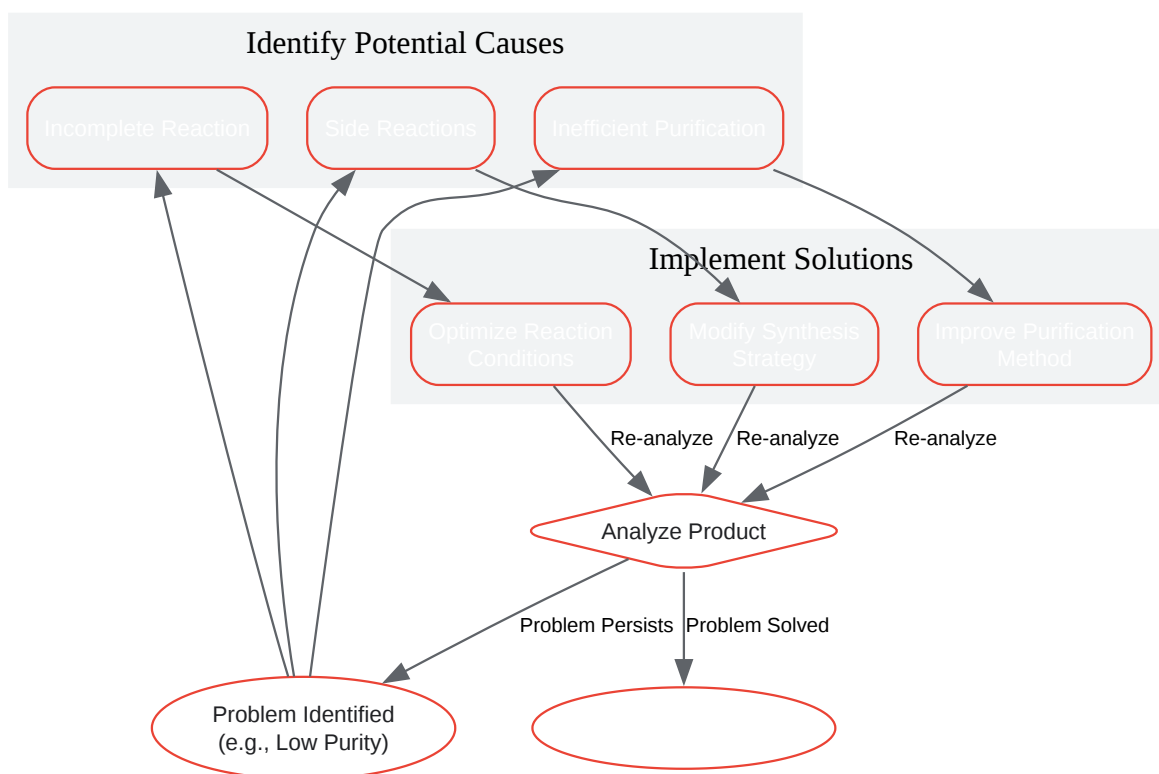 Identify Potential Causes
Incomplete Reaction
Side Reactions
Inefficient Purification
Implement Solutions
Optimize Reaction
Conditions
Modify Synthesis
Strategy
Improve Purification
Method
Re-analyze
Re-analyze
Re-analyze
Analyze Product
Problem Persists
Problem Solved
Problem Identified
(e.g., Low Purity)